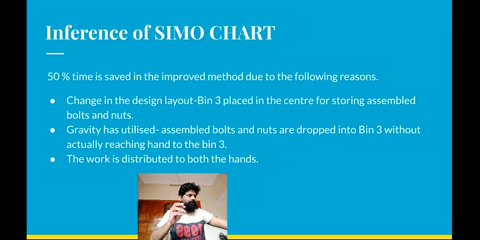 Inference of SIMO CHART
50 % time is saved in the improved method due to the following reasons.
● Change in the design layout-Bin 3 placed in the centre for storing assembled
bolts and nuts.
● Gravity has utilised- assembled bolts and nuts are dropped into Bin 3 without
actually reaching hand to the bin 3.
● The work is distributed to both the hands.